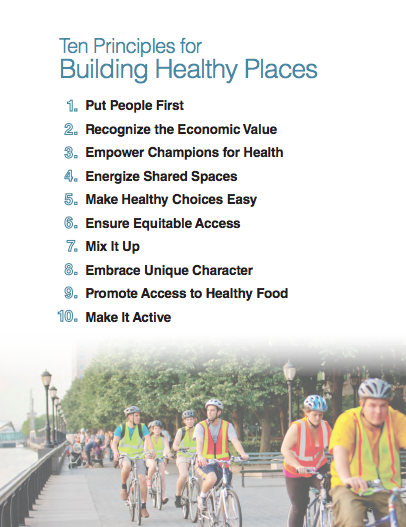 Ten Principles for
Building Healthy Places
1. Put People First
2. Recognize the Economic Value
3. Empower Champions for Health
4. Energize Shared Spaces
5. Make Healthy Choices Easy
6. Ensure Equitable Access
7. Mix It Up
8. Embrace Unique Character
9. Promote Access to Healthy Food
10. Make It Active